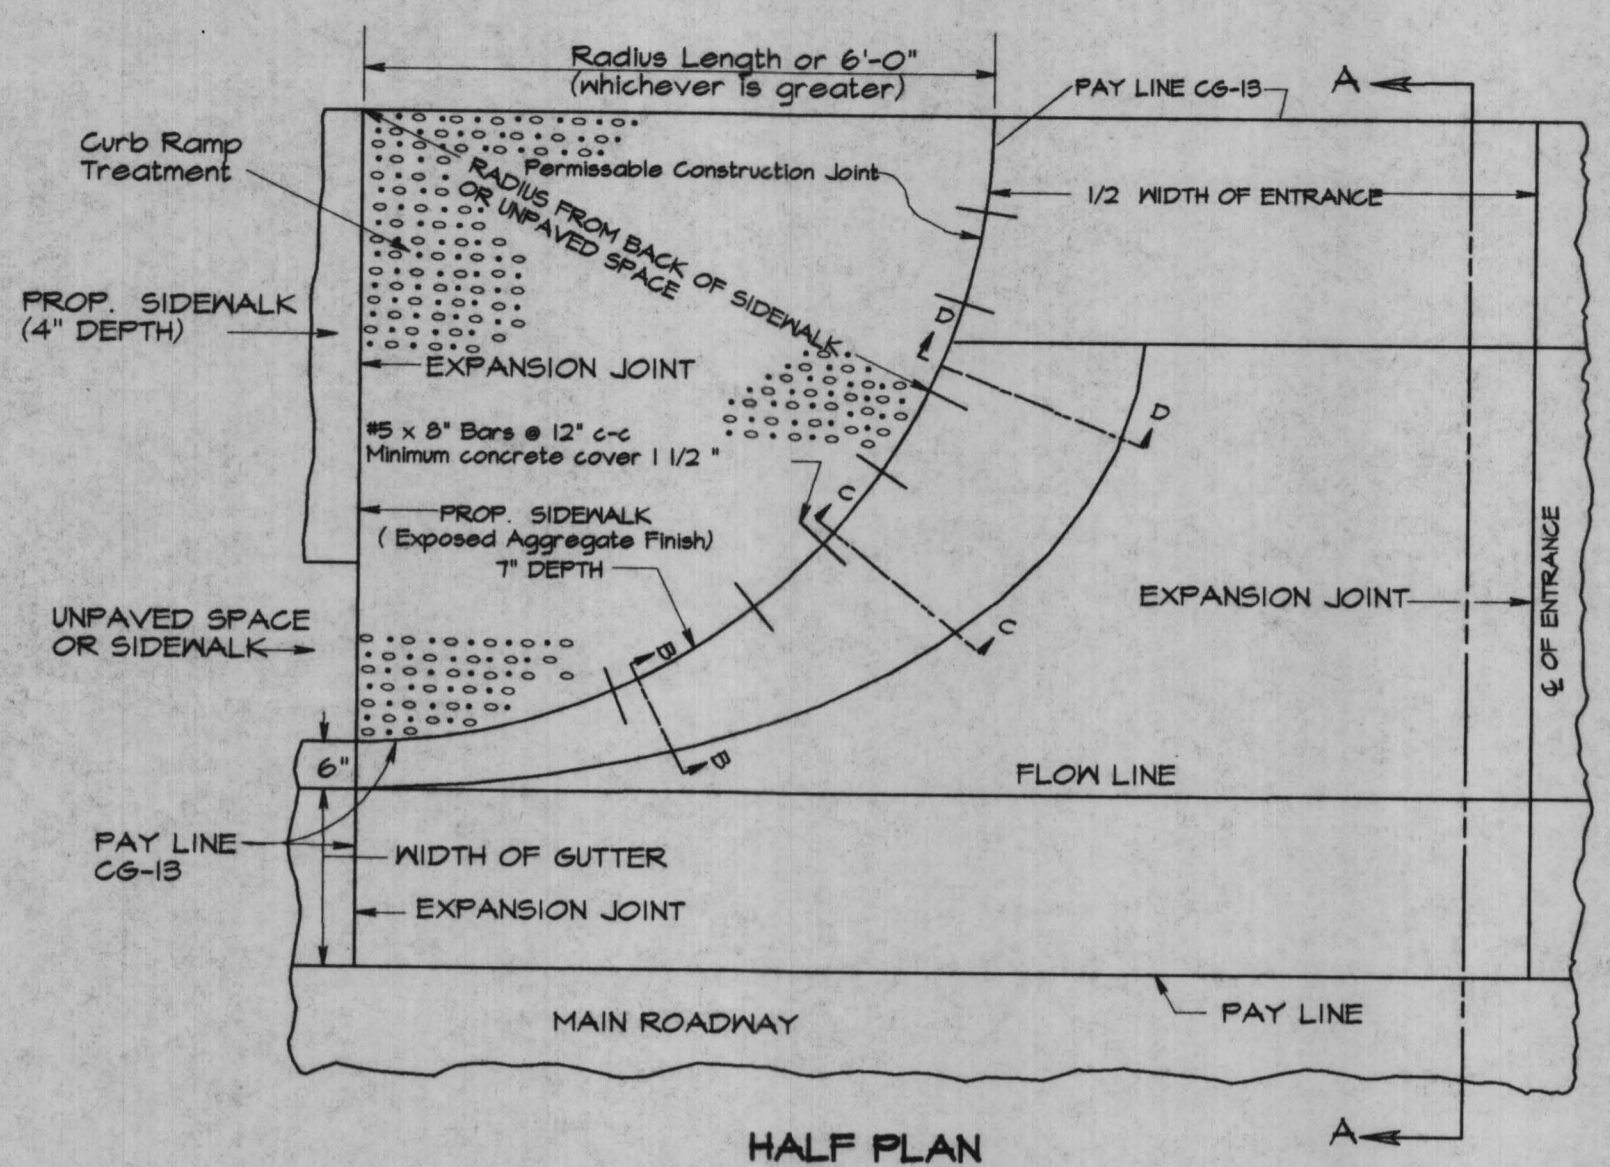 Radius Length or 6'-0"
(whichever is greater)
PAY LINE CG-13
A
Curb Ramp
Treatment
Permissable Construction Joint
RADIUS FROM BACK OF SIDEWALK
OR UNPAVED SPACE
1/2 WIDTH OF ENTRANCE
PROP. SIDEWALK
(4" DEPTH)
D
EXPANSION JOINT
D
#5 x 8" Bars @ 12" c-c
Minimum concrete cover 1 1/2 "
C
PROP. SIDEWALK
( Exposed Aggregate Finish)
7" DEPTH
EXPANSION JOINT
℄ OF ENTRANCE
UNPAVED SPACE
OR SIDEWALK
C
B
B
6"
FLOW LINE
PAY LINE
CG-13
WIDTH OF GUTTER
EXPANSION JOINT
MAIN ROADWAY
PAY LINE
A
HALF PLAN